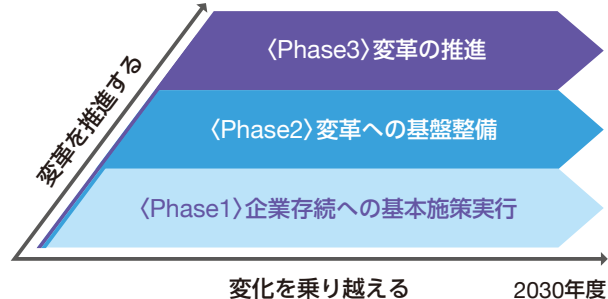 〈Phase3〉変革の推進
変革を推進する
〈Phase2〉変革への基盤整備
〈Phase1〉企業存続への基本施策実行
変化を乗り越える
2030年度